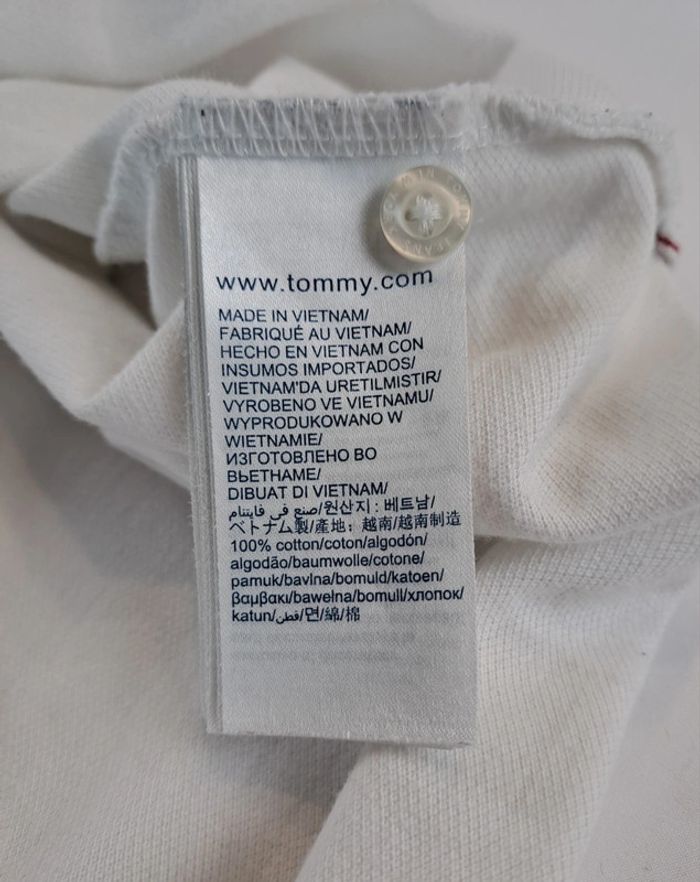 www.tommy.com
MADE IN VIETNAM/
FABRIQUÉ AU VIETNAM/
HECHO EN VIETNAM CON
INSUMOS IMPORTADOS/
VIETNAM'DA URETILMISTIR/
VYROBENO VE VIETNAMU/
WYPRODUKOWANO W
WIETNAMIE/
ИЗГОТОВЛЕНО ВО
ВЬЕТНАМЕ/
DIBUAT DI VIETNAM/
صنع في فايتنام/원산지 : 베트남/
ベトナム製/產地：越南/越南制造
100% cotton/coton/algodón/
algodão/baumwolle/cotone/
pamuk/bavlna/bomuld/katoen/
βαμβακι/bawełna/bomull/хлопок/
katun/قطن/면/綿/棉